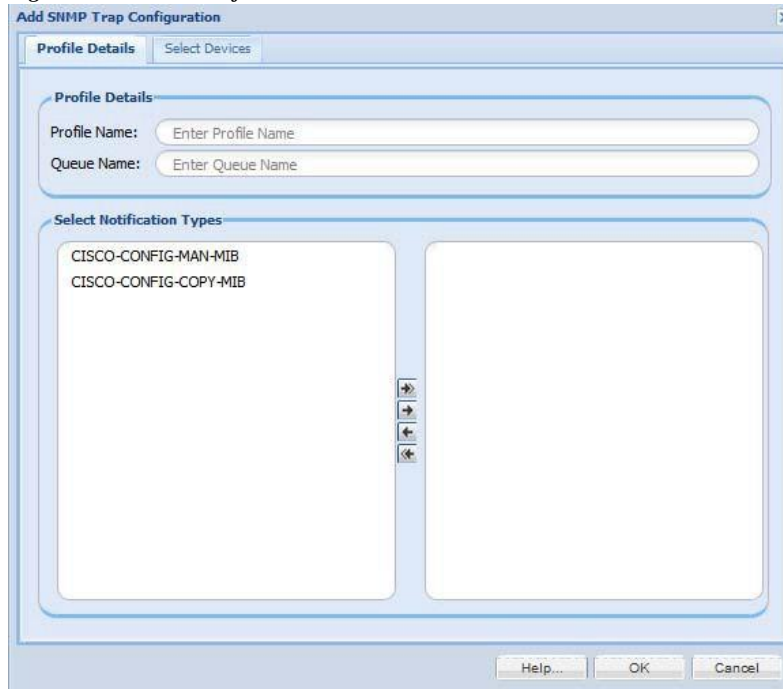 Add SNMP Trap Configuration
Profile Details Select Devices
Profile Details
Profile Name: Enter Profile Name
Queue Name: Enter Queue Name
Select Notification Types
CISCO-CONFIG-MAN-MIB
CISCO-CONFIG-COPY-MIB
Help... OK Cancel